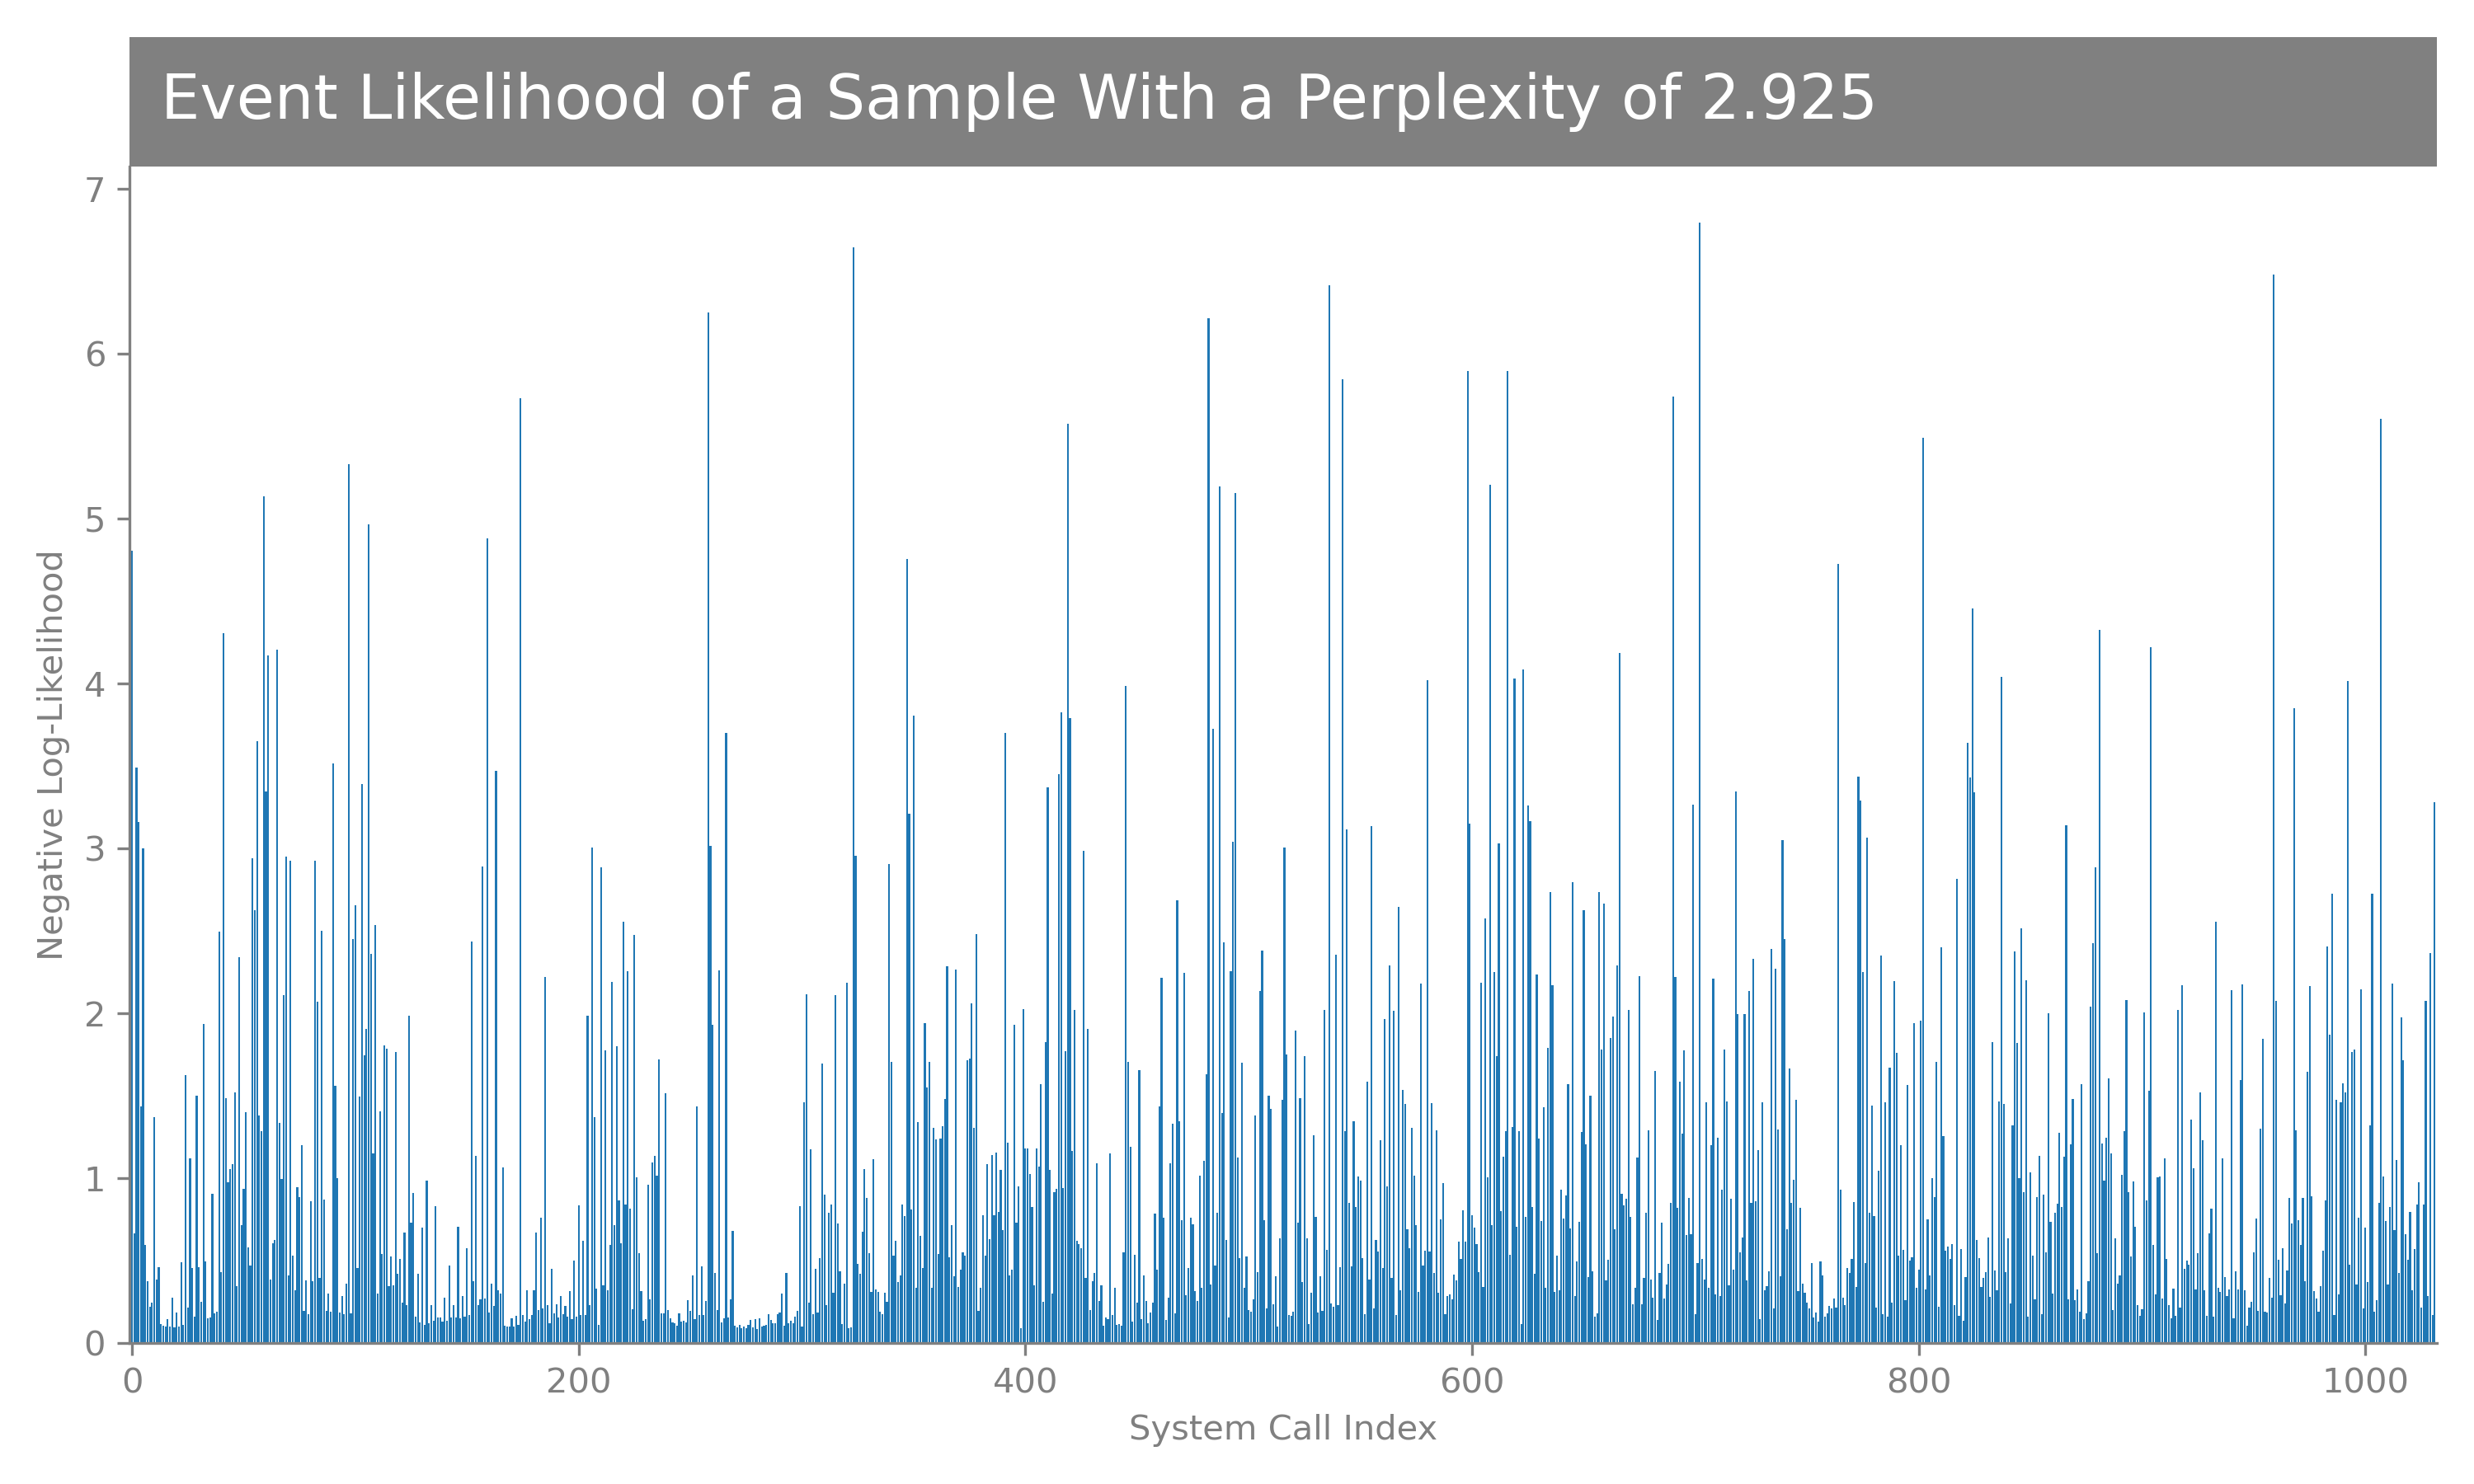 Event Likelihood of a Sample With a Perplexity of 2.925
7
6
5
4
3
2
1
0
Negative Log-Likelihood
0 200 400 600 800 1000
System Call Index